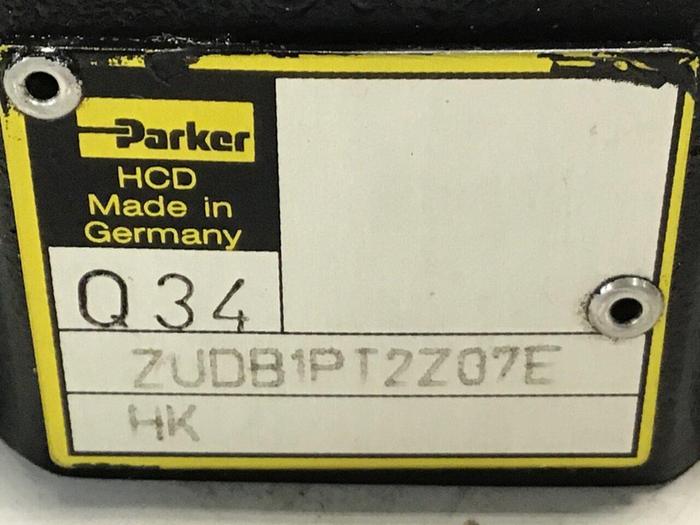 Parker
HCD
Made in
Germany
Q 34
ZUDB1PT2Z07E
HK